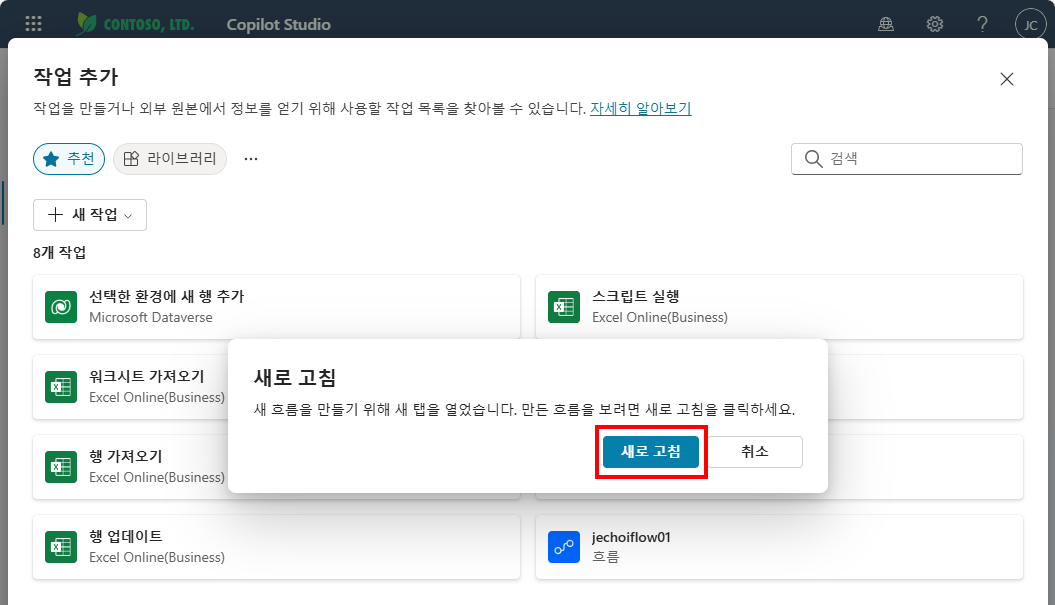 CONTOSO, LTD.
Copilot Studio
?
JC
작업 추가
작업을 만들거나 외부 원본에서 정보를 얻기 위해 사용할 작업 목록을 찾아볼 수 있습니다. 자세히 알아보기
추천
라이브러리
...
검색
새 작업
8개 작업
선택한 환경에 새 행 추가
Microsoft Dataverse
스크립트 실행
Excel Online(Business)
워크시트 가져오기
Excel Online(Business)
새로 고침
새 흐름을 만들기 위해 새 탭을 열었습니다. 만든 흐름을 보려면 새로 고침을 클릭하세요.
새로 고침
취소
행 가져오기
Excel Online(Business)
행 업데이트
Excel Online(Business)
jechoiflow01
흐름